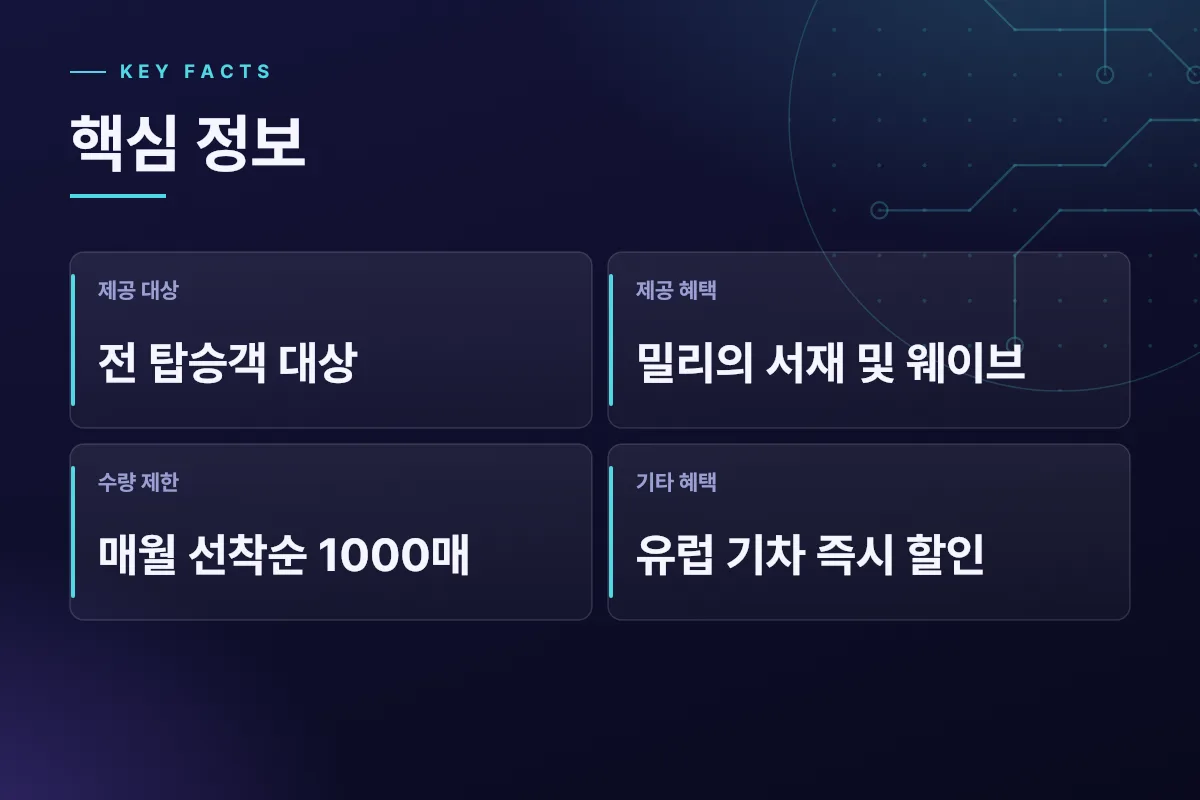 KEY FACTS
핵심 정보
제공 대상
전 탑승객 대상
제공 혜택
밀리의 서재 및 웨이브
수량 제한
매월 선착순 1000매
기타 혜택
유럽 기차 즉시 할인